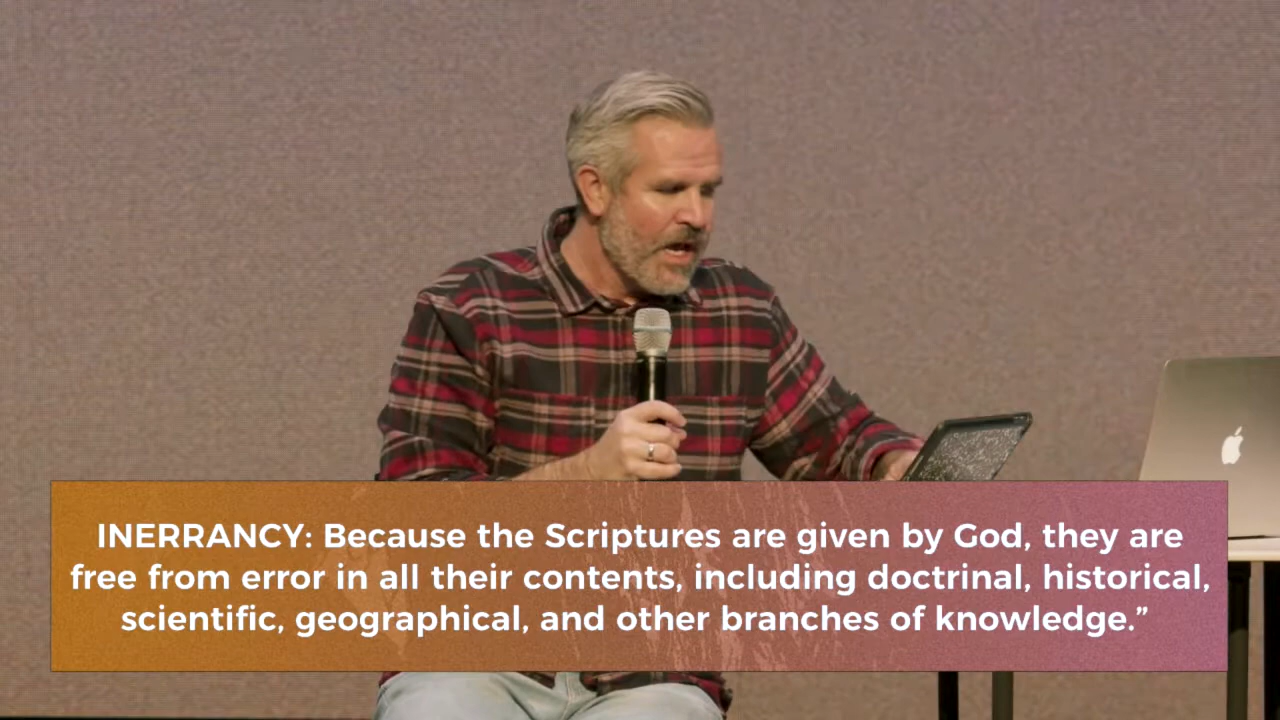 INERRANCY: Because the Scriptures are given by God, they are
free from error in all their contents, including doctrinal, historical,
scientific, geographical, and other branches of knowledge.”